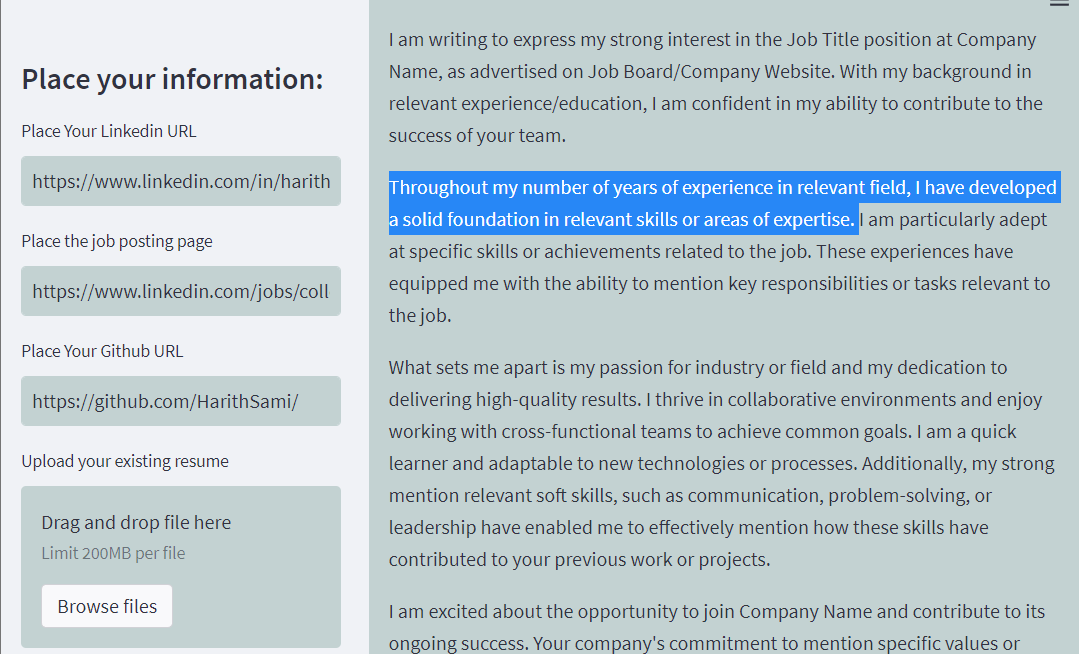 Place your information:
Place Your Linkedin URL
https://www.linkedin.com/in/harith
Place the job posting page
https://www.linkedin.com/jobs/coll
Place Your Github URL
https://github.com/HarithSami/
Upload your existing resume
Drag and drop file here
Limit 200MB per file
Browse files
I am writing to express my strong interest in the Job Title position at Company
Name, as advertised on Job Board/Company Website. With my background in
relevant experience/education, I am confident in my ability to contribute to the
success of your team.
Throughout my number of years of experience in relevant field, I have developed
a solid foundation in relevant skills or areas of expertise. I am particularly adept
at specific skills or achievements related to the job. These experiences have
equipped me with the ability to mention key responsibilities or tasks relevant to
the job.
What sets me apart is my passion for industry or field and my dedication to
delivering high-quality results. I thrive in collaborative environments and enjoy
working with cross-functional teams to achieve common goals. I am a quick
learner and adaptable to new technologies or processes. Additionally, my strong
mention relevant soft skills, such as communication, problem-solving, or
leadership have enabled me to effectively mention how these skills have
contributed to your previous work or projects.
I am excited about the opportunity to join Company Name and contribute to its
ongoing success. Your company's commitment to mention specific values or